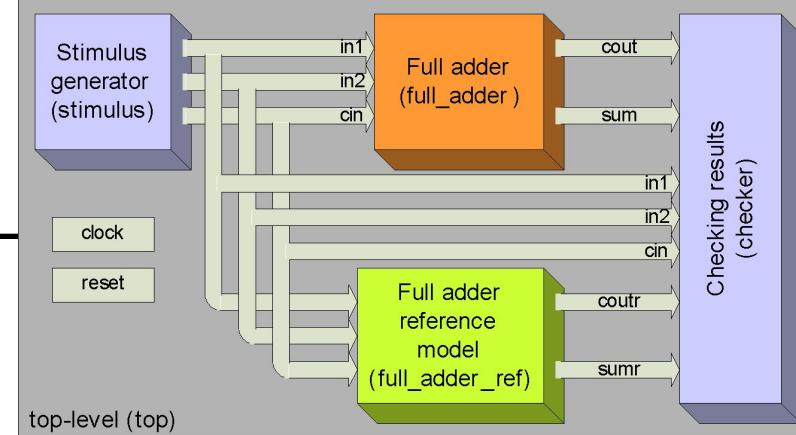 Stimulus
generator
(stimulus)
in1
in2
cin
Full adder
(full_adder )
cout
sum
in1
in2
cin
Checking results
(checker)
clock
reset
Full adder
reference
model
(full_adder_ref)
coutr
sumr
top-level (top)